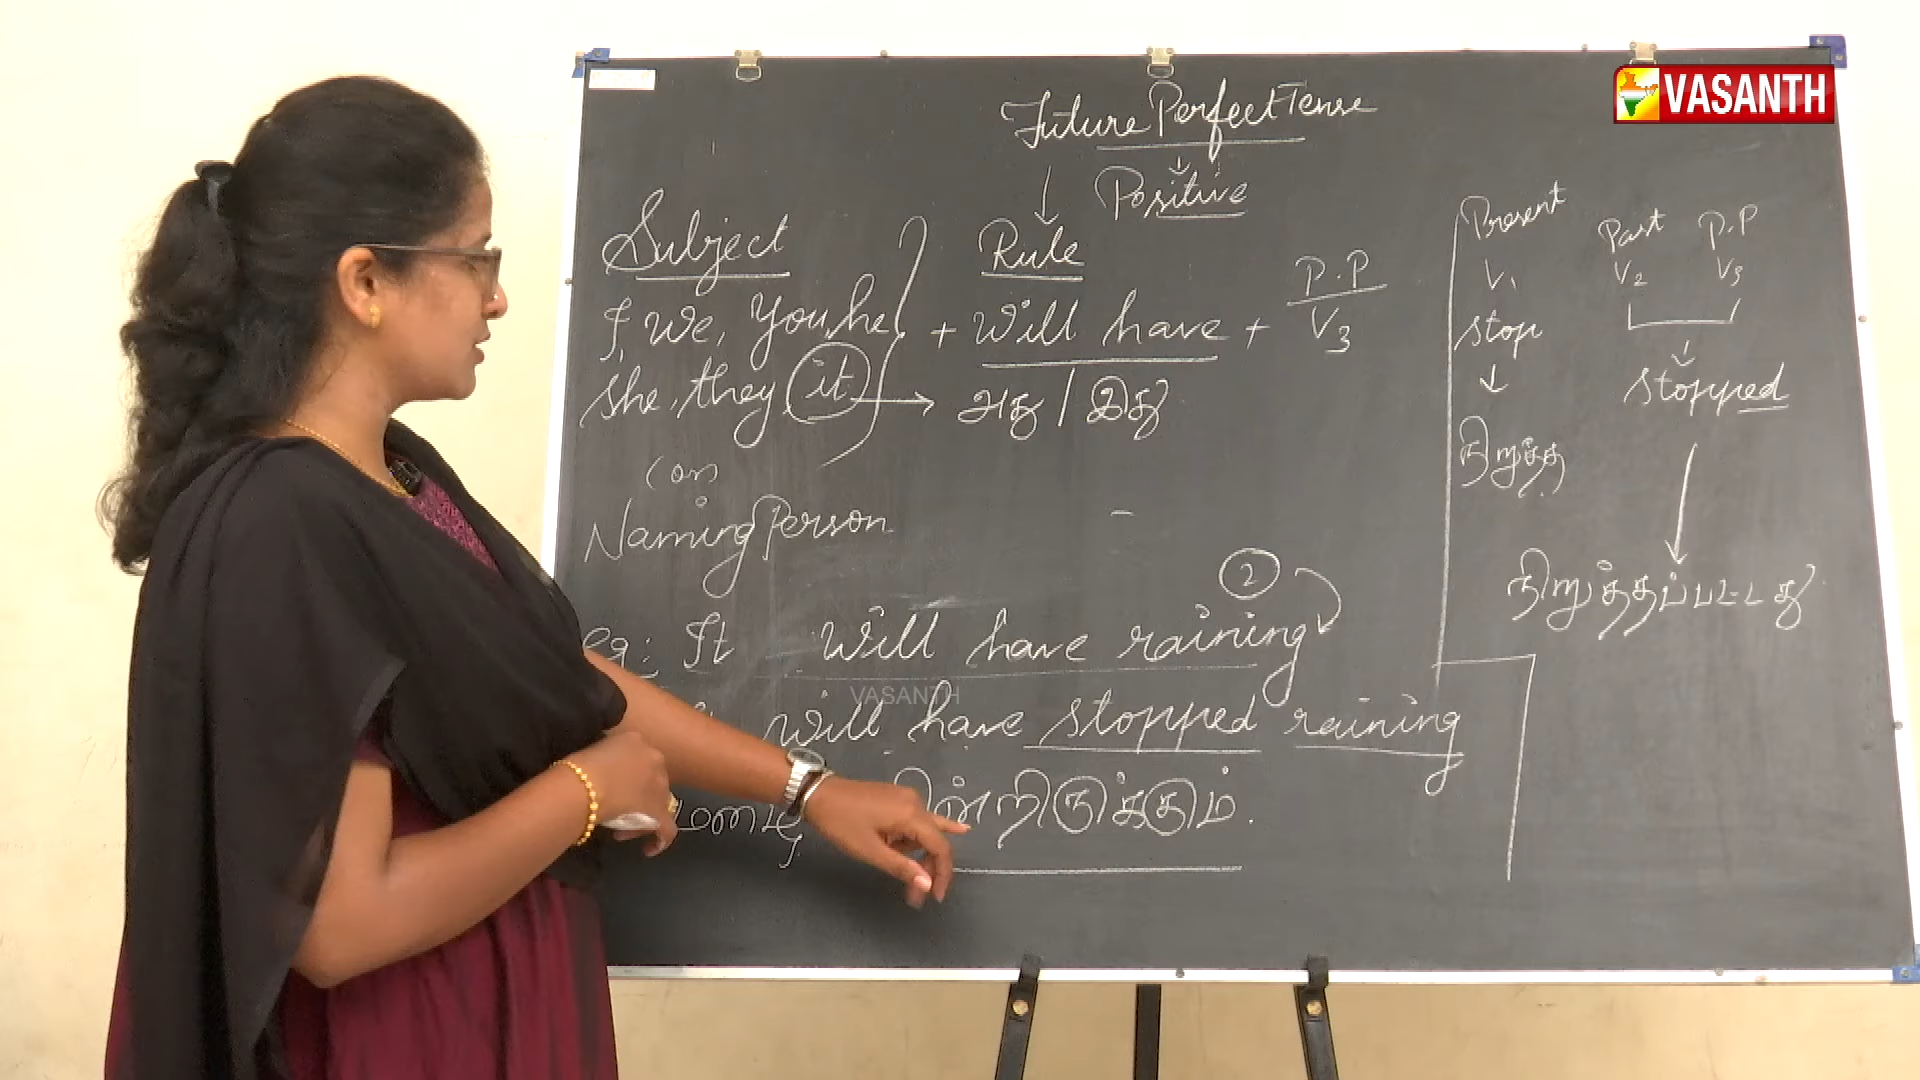 VASANTH
Future Perfect Tense
Positive
Subject
Rule
I, We, You, he,
she, they, it
+ Will have +
P.P
V3
அது / இது
(or)
Naming Person
2
Eg: It Will have raining
will have stopped raining
மழை ன்றிருக்கும்.
VASANTH
Present Past P.P
V1 V2 V3
stop
stopped
நிறுத்த
நிறுத்தப்பட்டது